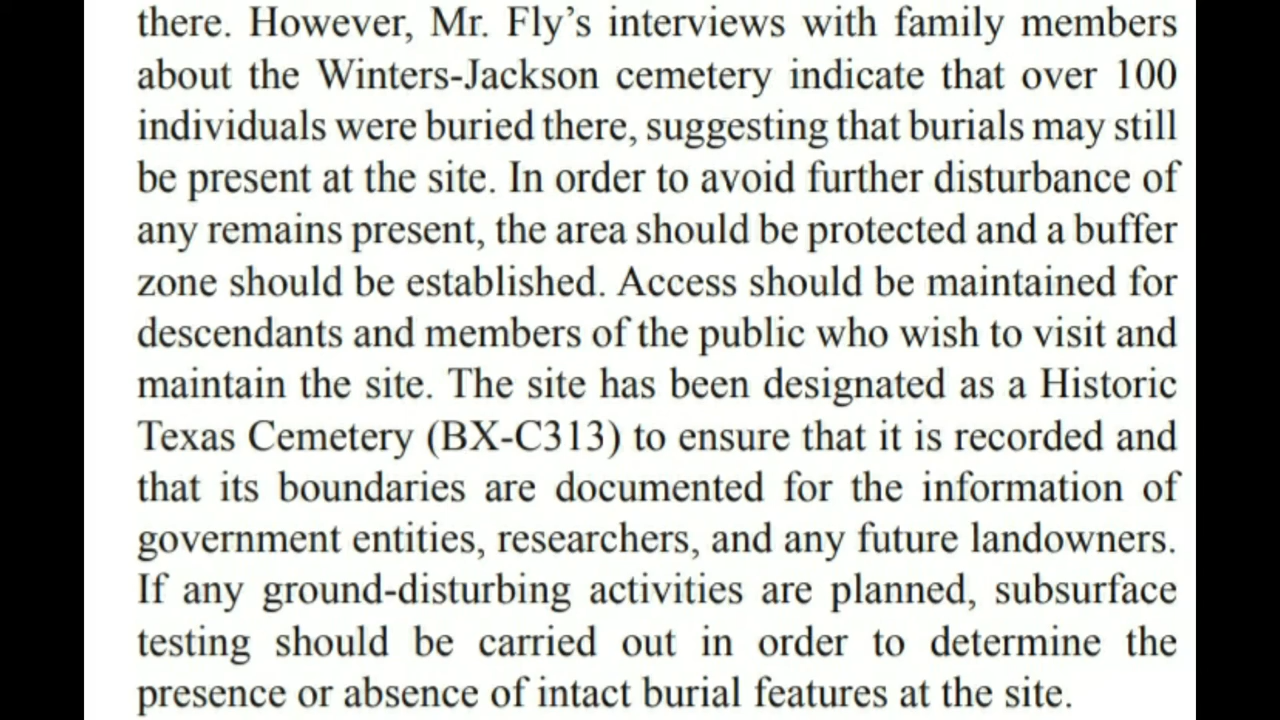 there. However, Mr. Fly’s interviews with family members
about the Winters-Jackson cemetery indicate that over 100
individuals were buried there, suggesting that burials may still
be present at the site. In order to avoid further disturbance of
any remains present, the area should be protected and a buffer
zone should be established. Access should be maintained for
descendants and members of the public who wish to visit and
maintain the site. The site has been designated as a Historic
Texas Cemetery (BX-C313) to ensure that it is recorded and
that its boundaries are documented for the information of
government entities, researchers, and any future landowners.
If any ground-disturbing activities are planned, subsurface
testing should be carried out in order to determine the
presence or absence of intact burial features at the site.